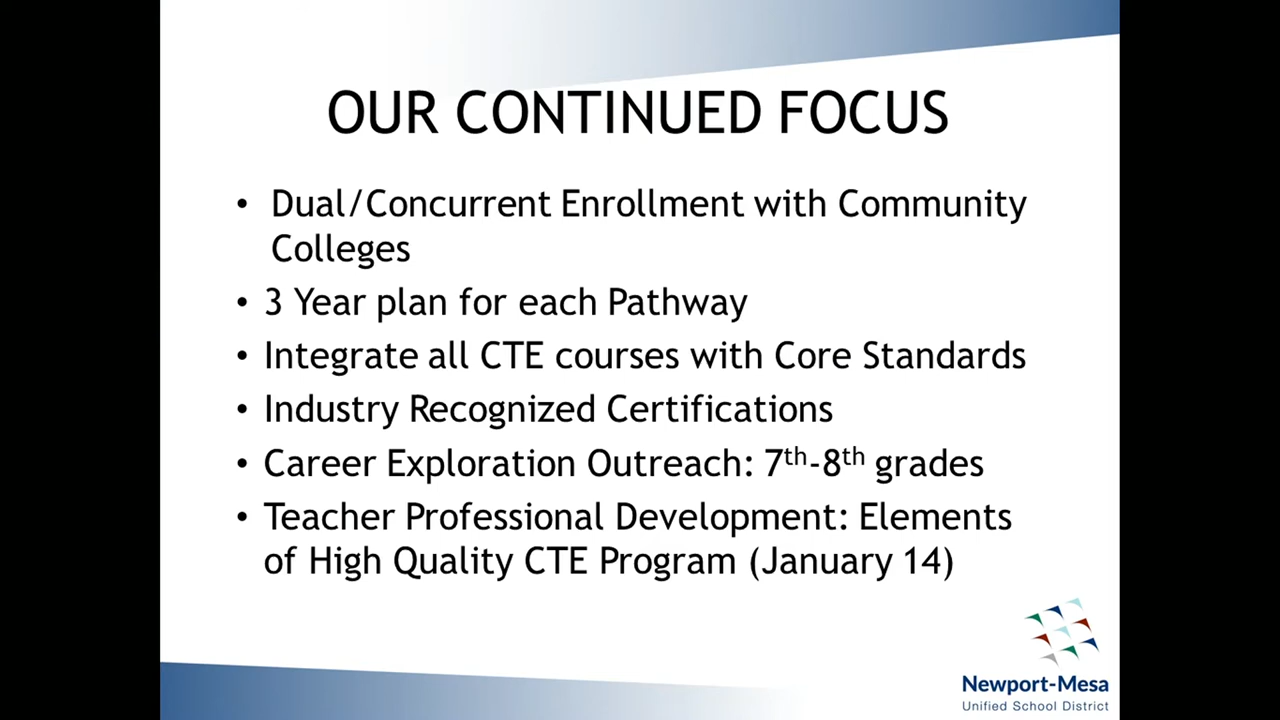 OUR CONTINUED FOCUS
• Dual/Concurrent Enrollment with Community
Colleges
• 3 Year plan for each Pathway
• Integrate all CTE courses with Core Standards
• Industry Recognized Certifications
• Career Exploration Outreach: 7th-8th grades
• Teacher Professional Development: Elements
of High Quality CTE Program (January 14)
Newport-Mesa
Unified School District